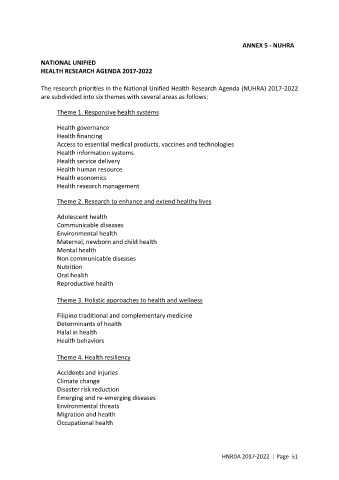 ANNEX 5 - NUHRA
NATIONAL UNIFIED
HEALTH RESEARCH AGENDA 2017-2022
The research priorities in the National Unified Health Research Agenda (NUHRA) 2017-2022
are subdivided into six themes with several areas as follows:
Theme 1. Responsive health systems
Health governance
Health financing
Access to essential medical products, vaccines and technologies
Health information systems
Health service delivery
Health human resource
Health economics
Health research management
Theme 2. Research to enhance and extend healthy lives
Adolescent health
Communicable diseases
Environmental health
Maternal, newborn and child health
Mental health
Non communicable diseases
Nutrition
Oral health
Reproductive health
Theme 3. Holistic approaches to health and wellness
Filipino traditional and complementary medicine
Determinants of health
Halal in health
Health behaviors
Theme 4. Health resiliency
Accidents and injuries
Climate change
Disaster risk reduction
Emerging and re-emerging diseases
Environmental threats
Migration and health
Occupational health
HNRDA 2017-2022 | Page 51